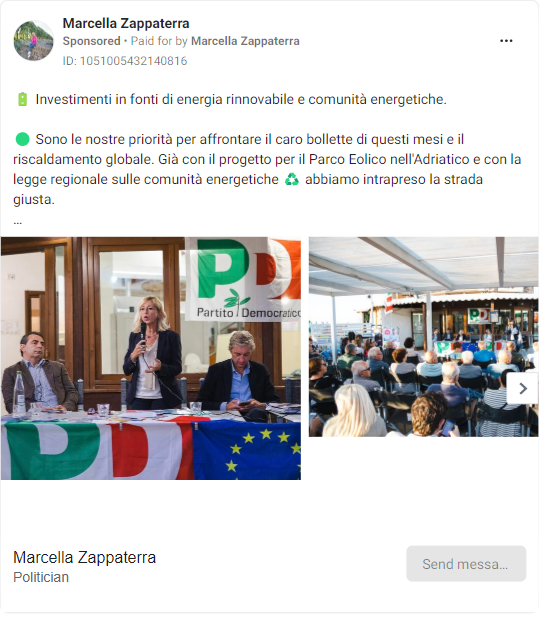 Marcella Zappaterra
Sponsored • Paid for by Marcella Zappaterra
ID: 1051005432140816
🔋 Investimenti in fonti di energia rinnovabile e comunità energetiche.
🟢 Sono le nostre priorità per affrontare il caro bollette di questi mesi e il
riscaldamento globale. Già con il progetto per il Parco Eolico nell'Adriatico e con la
legge regionale sulle comunità energetiche ♻️ abbiamo intrapreso la strada
giusta.
...
PD
Partito Democratico
PD
PD
Marcella Zappaterra
Politician
Send messa...